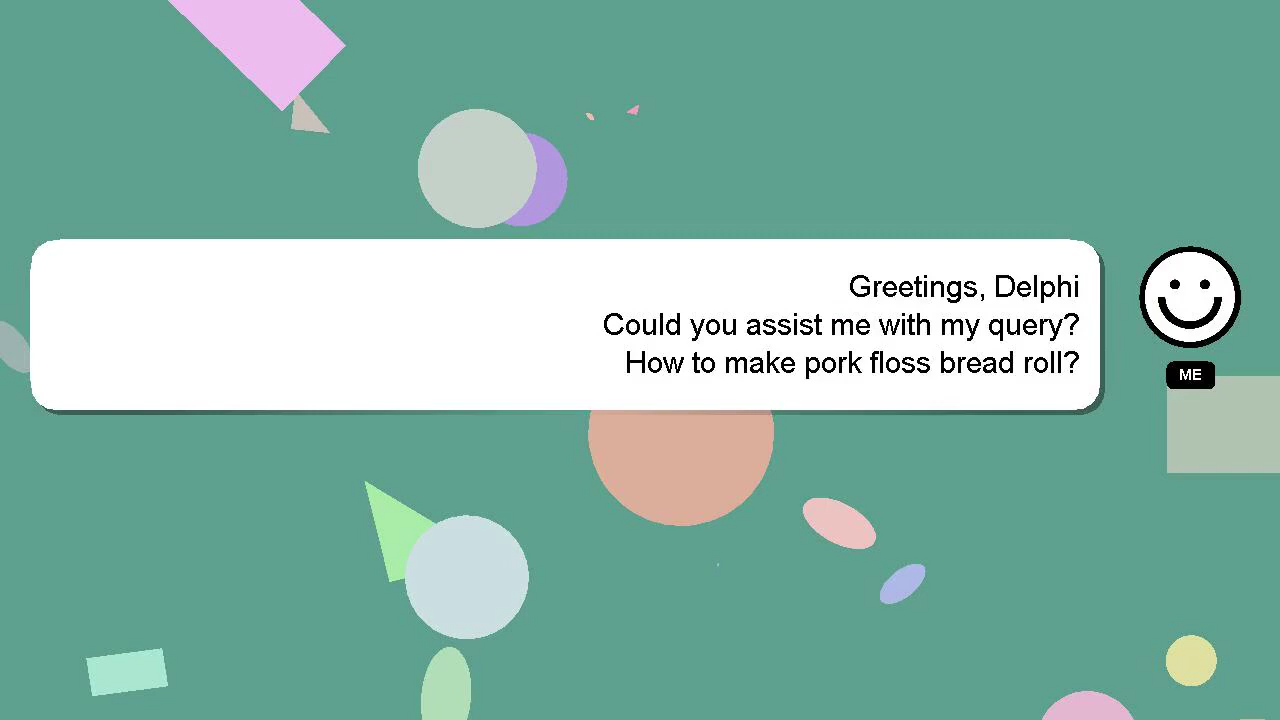 Greetings, Delphi
Could you assist me with my query?
How to make pork floss bread roll?
ME